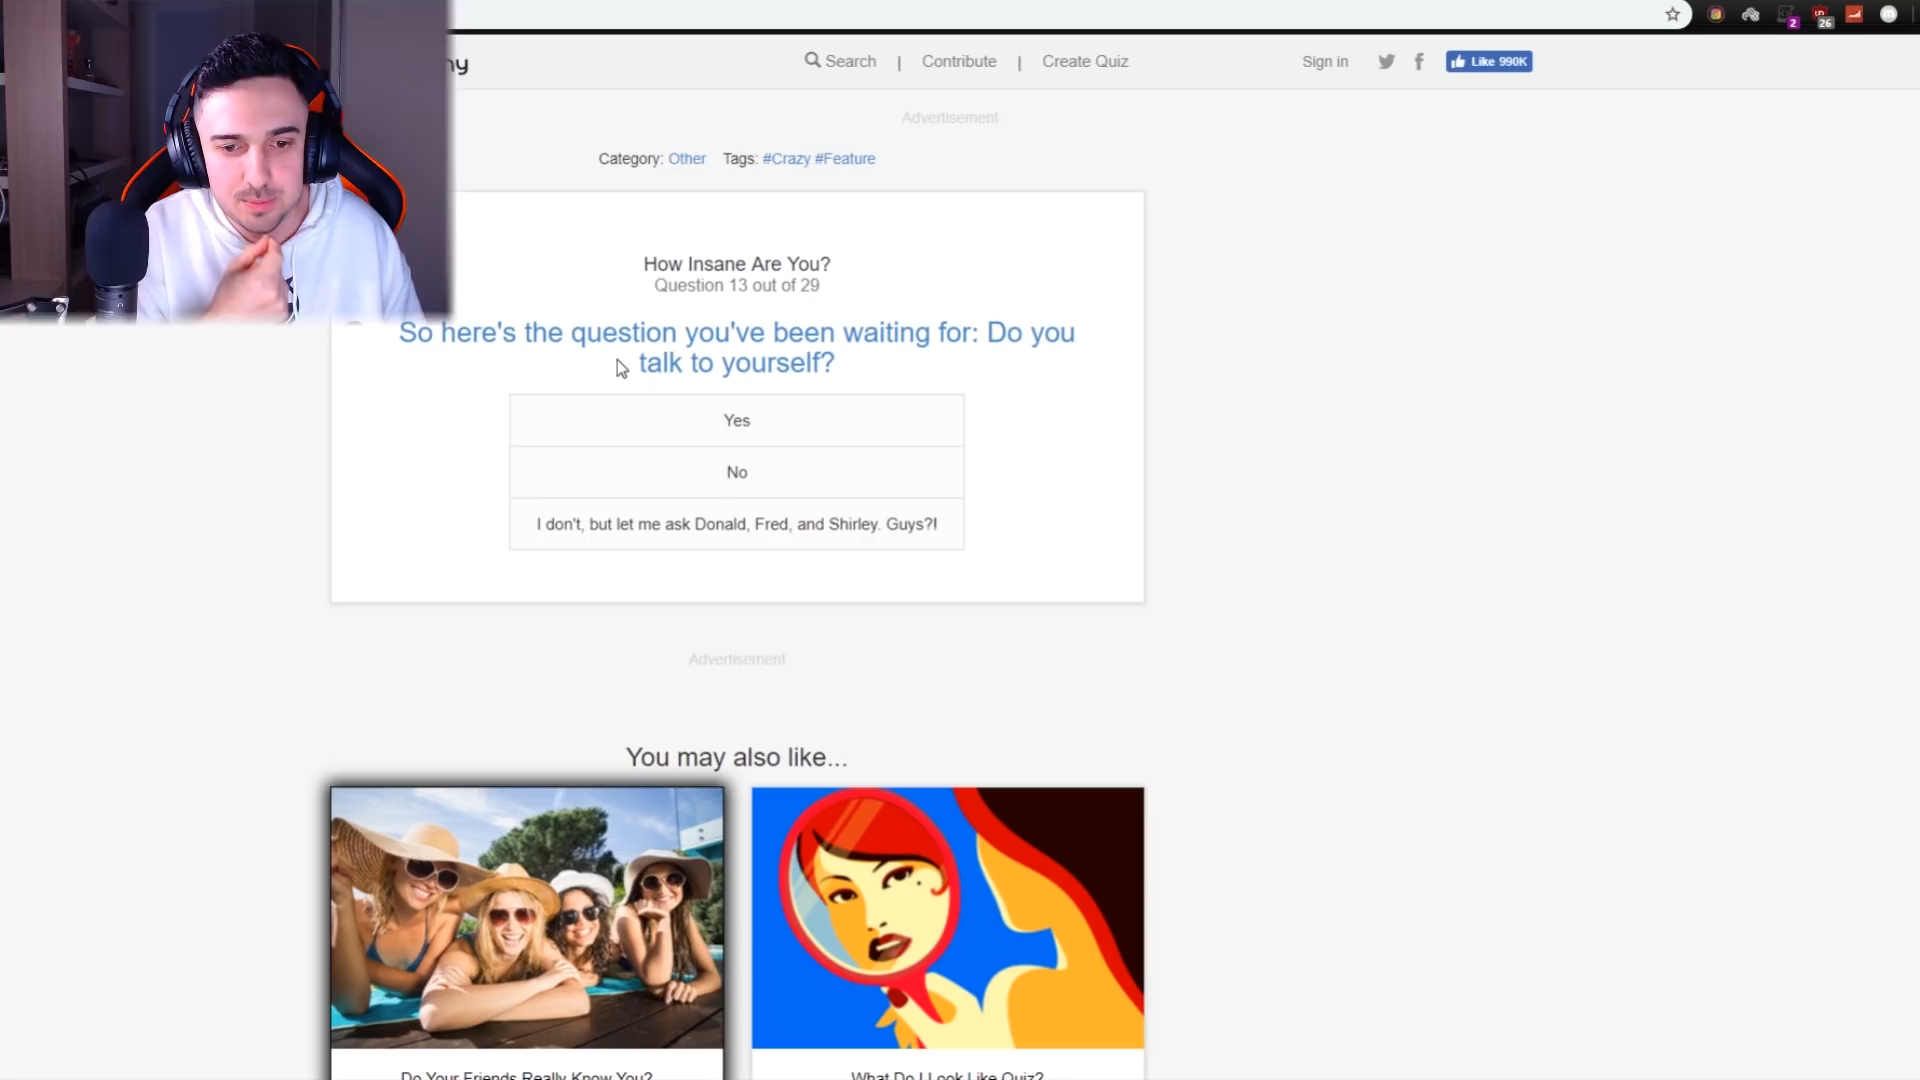 2
26
Search | Contribute | Create Quiz
Sign in
Like 990K
Advertisement
Category: Other Tags: #Crazy #Feature
How Insane Are You?
Question 13 out of 29
So here's the question you've been waiting for: Do you
talk to yourself?
Yes
No
I don't, but let me ask Donald, Fred, and Shirley. Guys?!
Advertisement
You may also like...
Do Your Friends Really Know You?
What Do I Look Like Quiz?